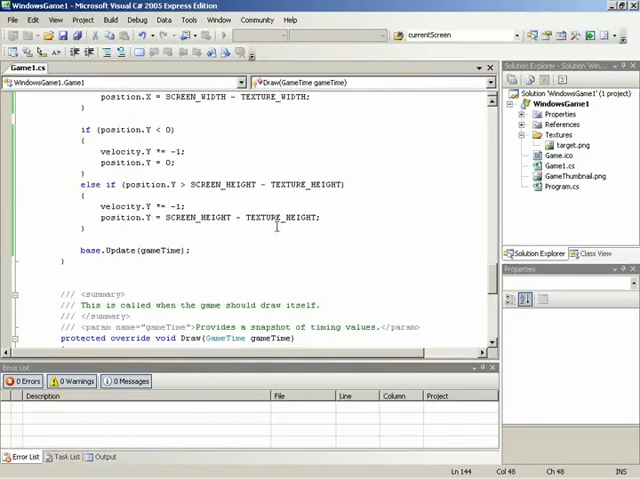 WindowsGame1 - Microsoft Visual C# 2005 Express Edition
File Edit View Project Build Debug Data Tools Window Community Help
currentScreen
Game1.cs
WindowsGame1.Game1
Draw(GameTime gameTime)
position.X = SCREEN_WIDTH - TEXTURE_WIDTH;
}
if (position.Y < 0)
{
velocity.Y *= -1;
position.Y = 0;
}
else if (position.Y > SCREEN_HEIGHT - TEXTURE_HEIGHT)
{
velocity.Y *= -1;
position.Y = SCREEN_HEIGHT - TEXTURE_HEIGHT;
}
base.Update(gameTime);
}
/// <summary>
/// This is called when the game should draw itself.
/// </summary>
/// <param name="gameTime">Provides a snapshot of timing values.</param>
protected override void Draw(GameTime gameTime)
Solution Explorer - Solution 'Win...
Solution 'WindowsGame1' (1 project)
WindowsGame1
Properties
References
Textures
target.png
Game.ico
Game1.cs
GameThumbnail.png
Program.cs
Solution Explorer Class View
Properties
Error List
0 Errors 0 Warnings 0 Messages
Description File Line Column Project
Error List Task List Output
Ln 144 Col 48 Ch 48 INS